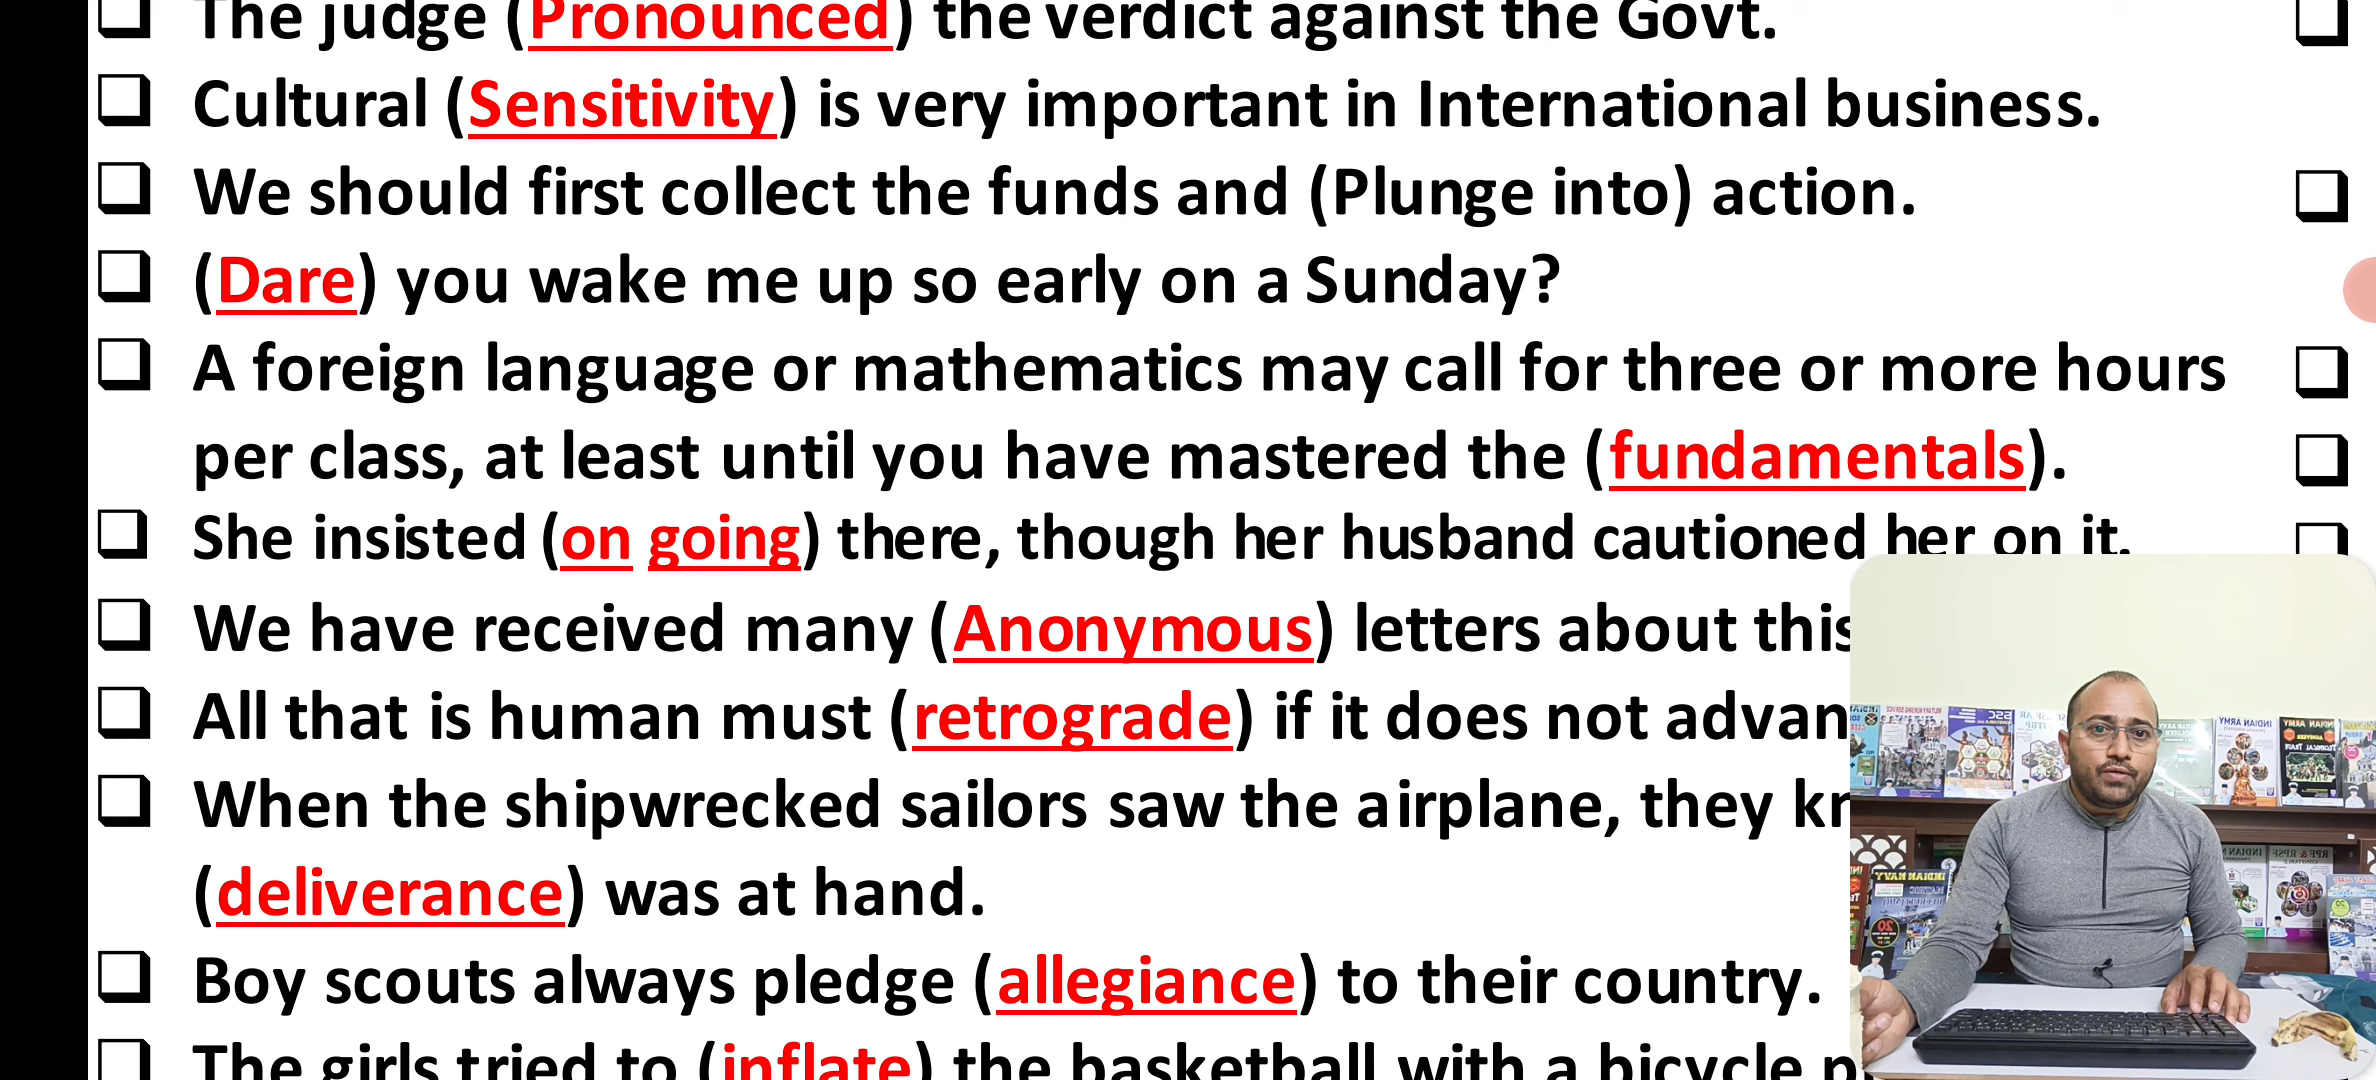 The judge (Pronounced) the verdict against the Govt.
Cultural (Sensitivity) is very important in International business.
We should first collect the funds and (Plunge into) action.
(Dare) you wake me up so early on a Sunday?
A foreign language or mathematics may call for three or more hours
per class, at least until you have mastered the (fundamentals).
She insisted (on going) there, though her husband cautioned her on it.
We have received many (Anonymous) letters about this
All that is human must (retrograde) if it does not advan
When the shipwrecked sailors saw the airplane, they kn
(deliverance) was at hand.
Boy scouts always pledge (allegiance) to their country.
The girls tried to (inflate) the basketball with a bicycle p
INDIAN ARMY
INDIAN NAVY